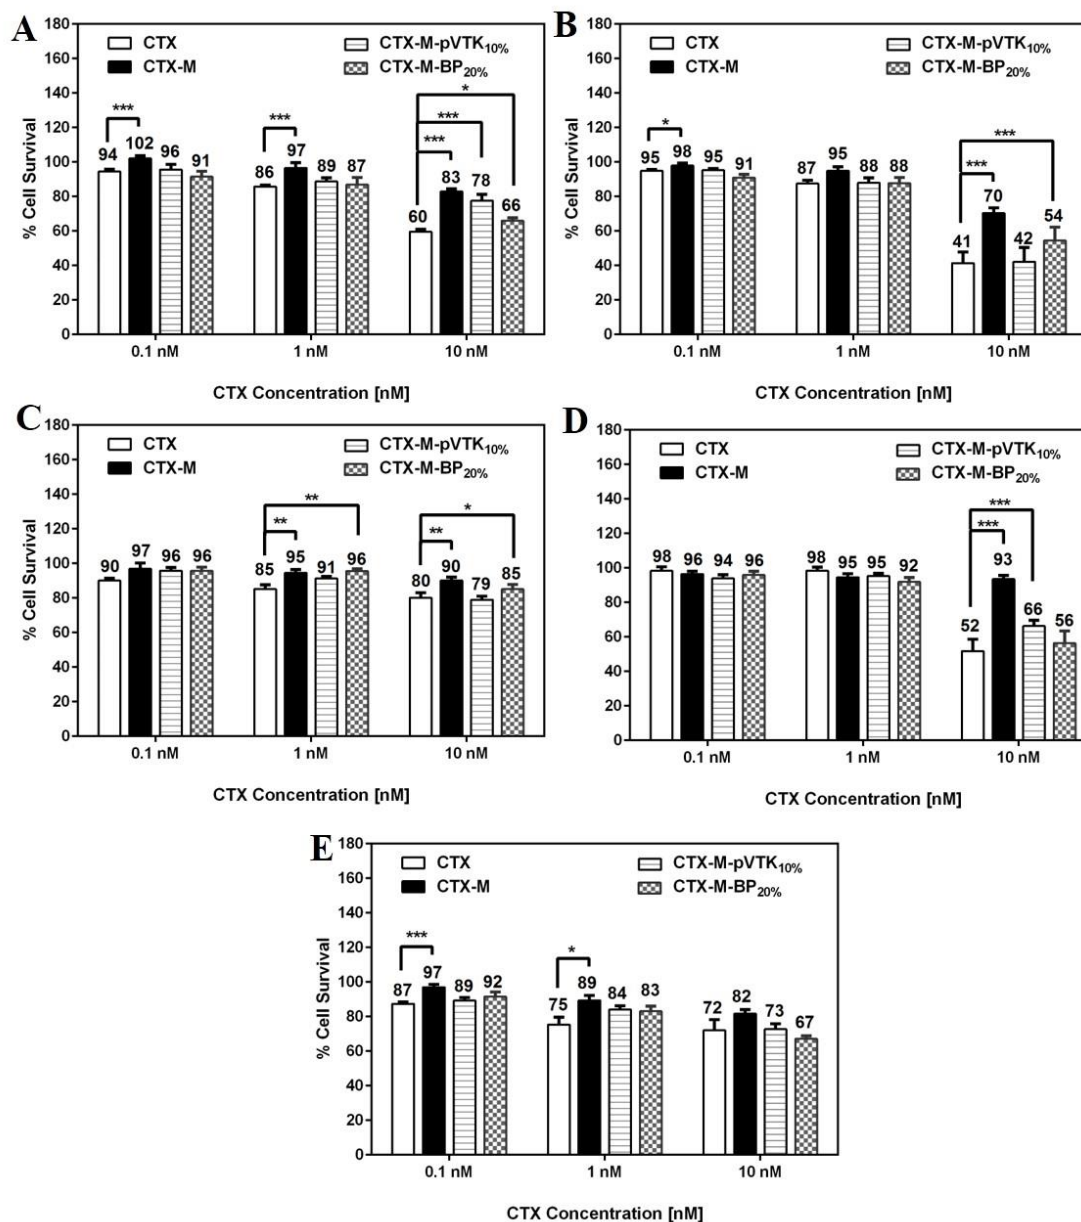 A
CTX
CTX-M
CTX-M-pVTK10%
CTX-M-BP20%
% Cell Survival
180
160
140
120
100
80
60
40
20
0
***
94 102 96 91
***
86 97 89 87
*
***
***
60 83 78 66
0.1 nM 1 nM 10 nM
CTX Concentration [nM]
B
CTX
CTX-M
CTX-M-pVTK10%
CTX-M-BP20%
% Cell Survival
180
160
140
120
100
80
60
40
20
0
*
95 98 95 91
87 95 88 88
***
***
41 70 42 54
0.1 nM 1 nM 10 nM
CTX Concentration [nM]
C
CTX
CTX-M
CTX-M-pVTK10%
CTX-M-BP20%
% Cell Survival
180
160
140
120
100
80
60
40
20
0
90 97 96 96
**
**
85 95 91 96
*
**
80 90 79 85
0.1 nM 1 nM 10 nM
CTX Concentration [nM]
D
CTX
CTX-M
CTX-M-pVTK10%
CTX-M-BP20%
% Cell Survival
180
160
140
120
100
80
60
40
20
0
98 96 94 96
98 95 95 92
***
***
52 93 66 56
0.1 nM 1 nM 10 nM
CTX Concentration [nM]
E
CTX
CTX-M
CTX-M-pVTK10%
CTX-M-BP20%
% Cell Survival
180
160
140
120
100
80
60
40
20
0
***
87 97 89 92
*
75 89 84 83
72 82 73 67
0.1 nM 1 nM 10 nM
CTX Concentration [nM]